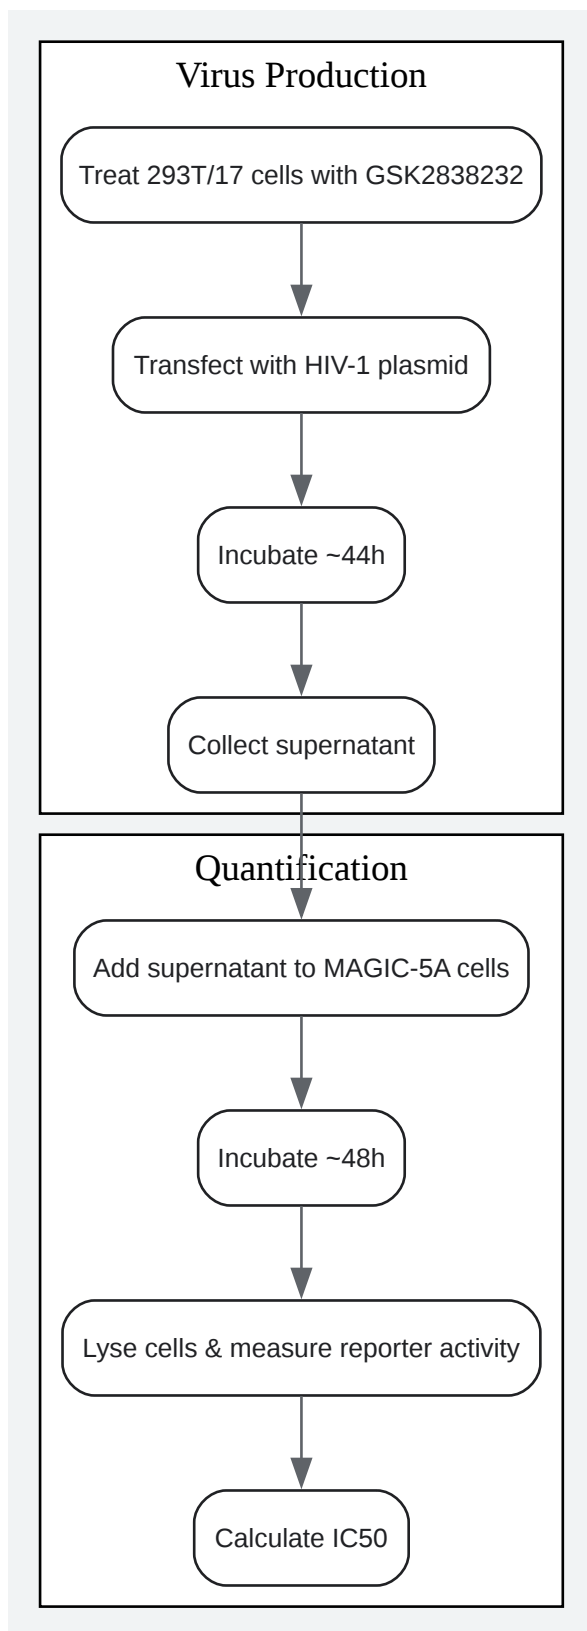 Virus Production
Treat 293T/17 cells with GSK2838232
Transfect with HIV-1 plasmid
Incubate ~44h
Collect supernatant
Quantification
Add supernatant to MAGIC-5A cells
Incubate ~48h
Lyse cells & measure reporter activity
Calculate IC50